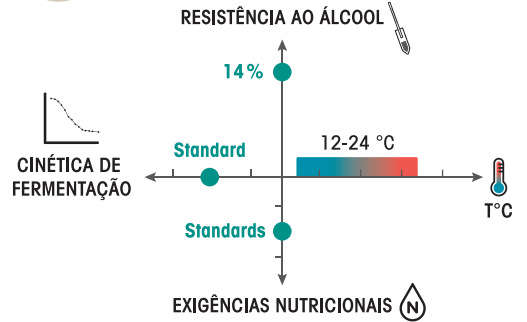 RESISTÊNCIA AO ÁLCOOL
14%
Standard
12-24 °C
CINÉTICA DE
FERMENTAÇÃO
T°C
Standards
EXIGÊNCIAS NUTRICIONAIS
N